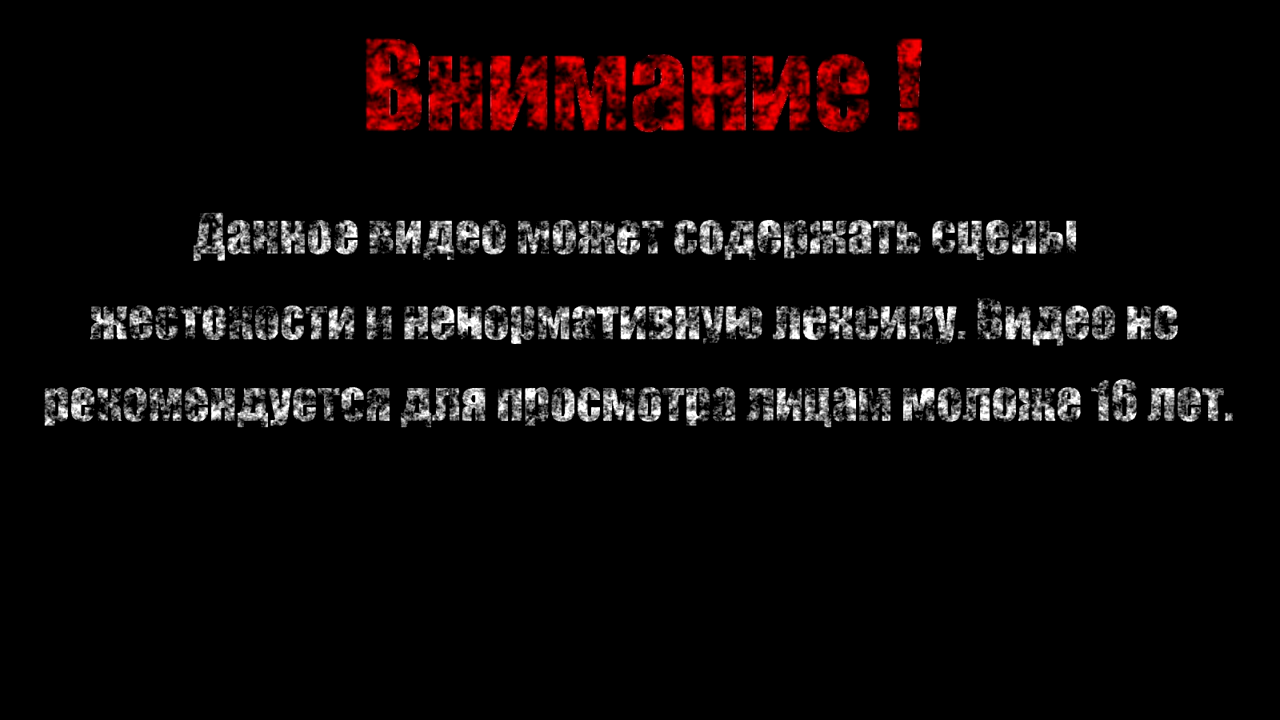 Внимание !
Данное видео может содержать сцены
жестокости и ненормативную лексику. Видео не
рекомендуется для просмотра лицам моложе 16 лет.